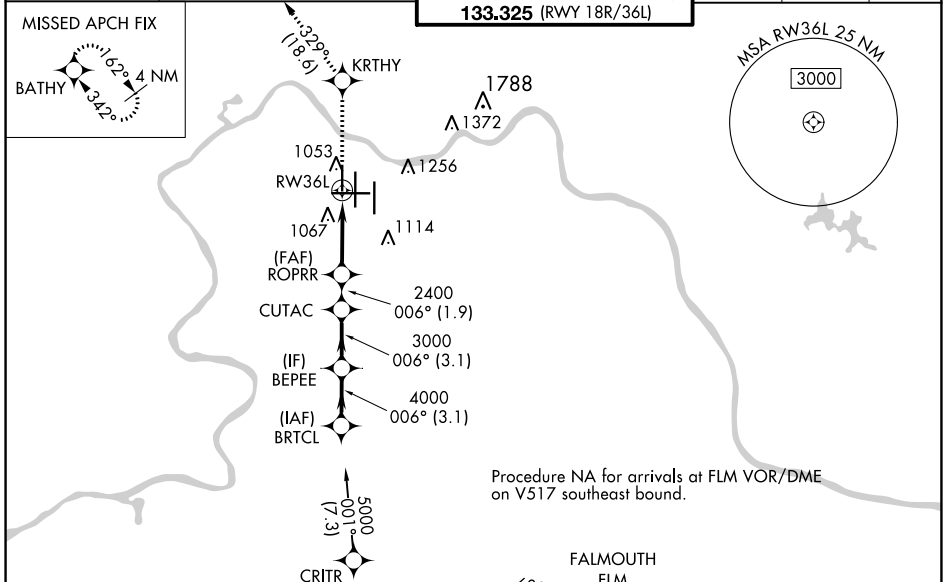 133.325 (RWY 18R/36L)
MISSED APCH FIX
BATHY
162°
4 NM
342°
329°
(18.6)
KRTHY
MSA RW36L 25 NM
3000
1788
1372
1053
1256
RW36L
1067
1114
(FAF)
ROPRR
2400
006° (1.9)
CUTAC
3000
006° (3.1)
(IF)
BEPEE
4000
006° (3.1)
(IAF)
BRTCL
Procedure NA for arrivals at FLM VOR/DME
on V517 southeast bound.
5000
001°
(7.3)
CRITR
FALMOUTH
FLM